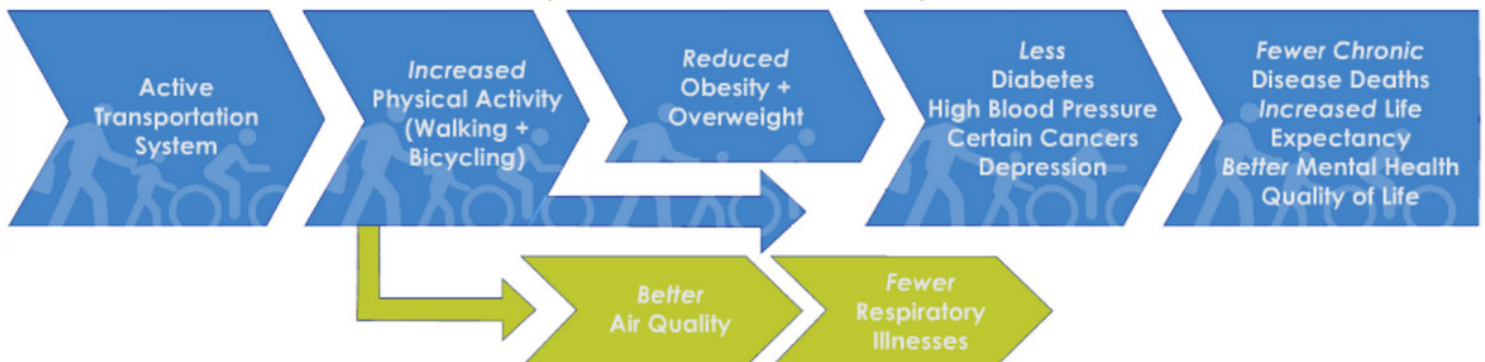 Active
Transportation
System
Increased
Physical Activity
(Walking +
Bicycling)
Reduced
Obesity +
Overweight
Less
Diabetes
High Blood Pressure
Certain Cancers
Depression
Fewer Chronic
Disease Deaths
Increased Life
Expectancy
Better Mental Health
Quality of Life
Better
Air Quality
Fewer
Respiratory
Illnesses